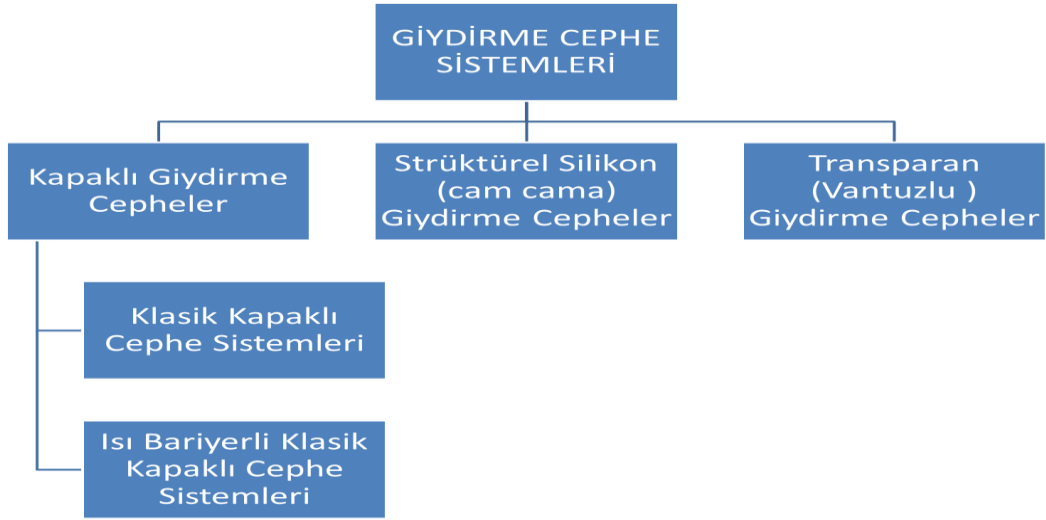 GİYDİRME CEPHE
SİSTEMLERİ
Kapaklı Giydirme
Cepheler
Strüktürel Silikon
(cam cama)
Giydirme Cepheler
Transparan
(Vantuzlu )
Giydirme Cepheler
Klasik Kapaklı
Cephe Sistemleri
Isı Bariyerli Klasik
Kapaklı Cephe
Sistemleri